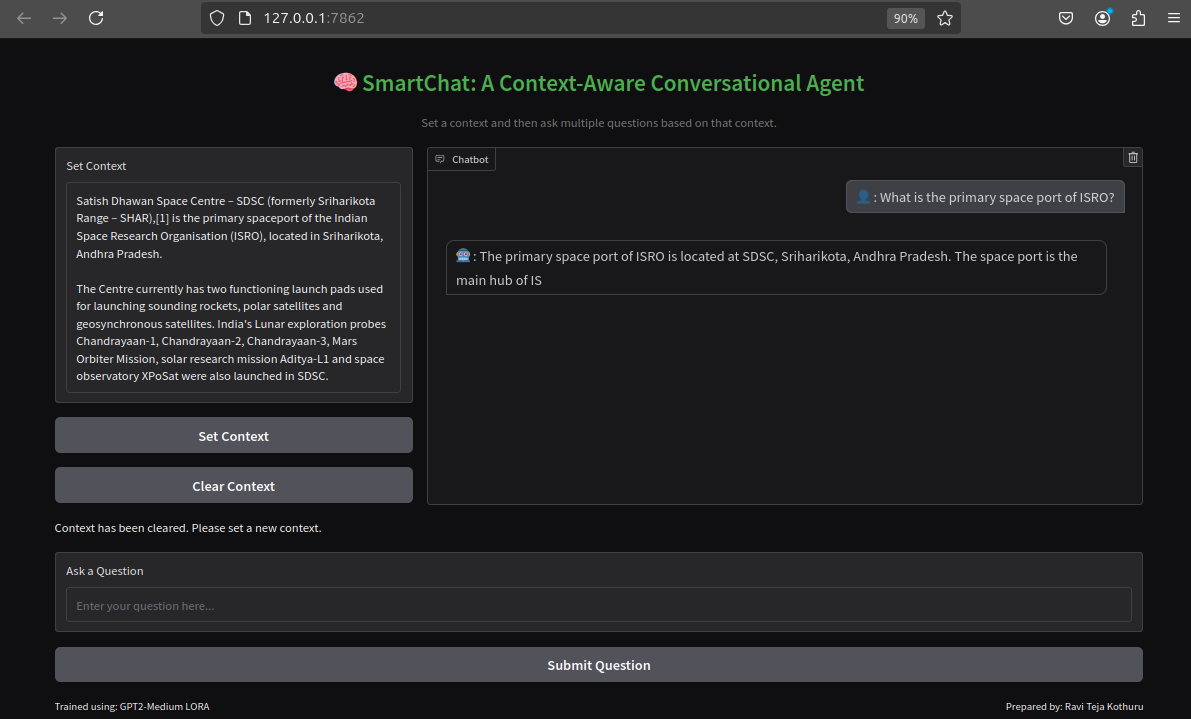 127.0.0.1:7862
90%
🧠 SmartChat: A Context-Aware Conversational Agent
Set a context and then ask multiple questions based on that context.
Set Context
Satish Dhawan Space Centre – SDSC (formerly Sriharikota
Range – SHAR),[1] is the primary spaceport of the Indian
Space Research Organisation (ISRO), located in Sriharikota,
Andhra Pradesh.
The Centre currently has two functioning launch pads used
for launching sounding rockets, polar satellites and
geosynchronous satellites. India's Lunar exploration probes
Chandrayaan-1, Chandrayaan-2, Chandrayaan-3, Mars
Orbiter Mission, solar research mission Aditya-L1 and space
observatory XPoSat were also launched in SDSC.
Set Context
Clear Context
Context has been cleared. Please set a new context.
Chatbot
👤 : What is the primary space port of ISRO?
🤖 : The primary space port of ISRO is located at SDSC, Sriharikota, Andhra Pradesh. The space port is the
main hub of IS
Ask a Question
Enter your question here...
Submit Question
Trained using: GPT2-Medium LORA
Prepared by: Ravi Teja Kothuru